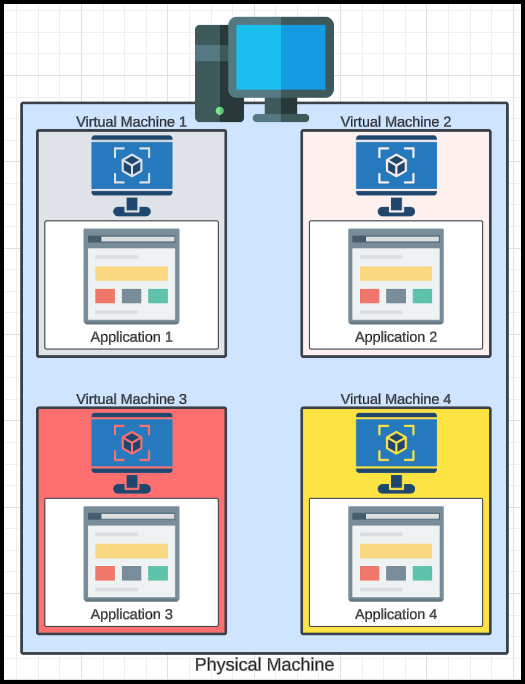 Virtual Machine 1
Virtual Machine 2
Application 1
Application 2
Virtual Machine 3
Virtual Machine 4
Application 3
Application 4
Physical Machine